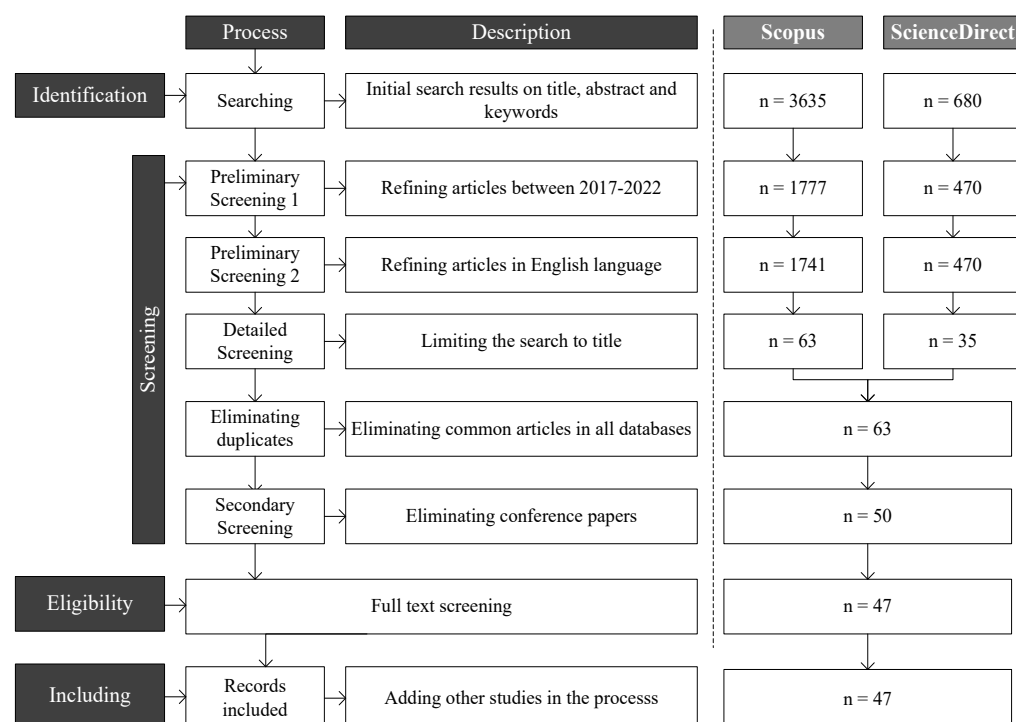 Process
Description
Scopus
ScienceDirect
Identification
Searching
Initial search results on title, abstract and
keywords
n = 3635
n = 680
Screening
Preliminary
Screening 1
Refining articles between 2017-2022
n = 1777
n = 470
Preliminary
Screening 2
Refining articles in English language
n = 1741
n = 470
Detailed
Screening
Limiting the search to title
n = 63
n = 35
Eliminating
duplicates
Eliminating common articles in all databases
n = 63
Secondary
Screening
Eliminating conference papers
n = 50
Eligibility
Full text screening
n = 47
Including
Records
included
Adding other studies in the processs
n = 47